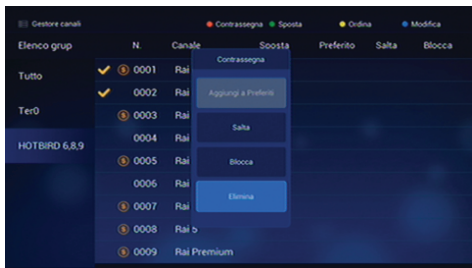 Gestore canali Contrassegna Sposta Ordina Modifica
Elenco grup N. Canale Sposta Preferito Salta Blocca
Contrassegna
Tutto
Ter0
HOTBIRD 6,8,9
S 0001 Rai
0002 Rai
S 0003 Rai
0004 Rai
S 0005 Rai
0006 Rai
S 0007 Rai
S 0008 Rai 5
S 0009 Rai Premium
Aggiungi a Preferiti
Salta
Blocca
Elimina